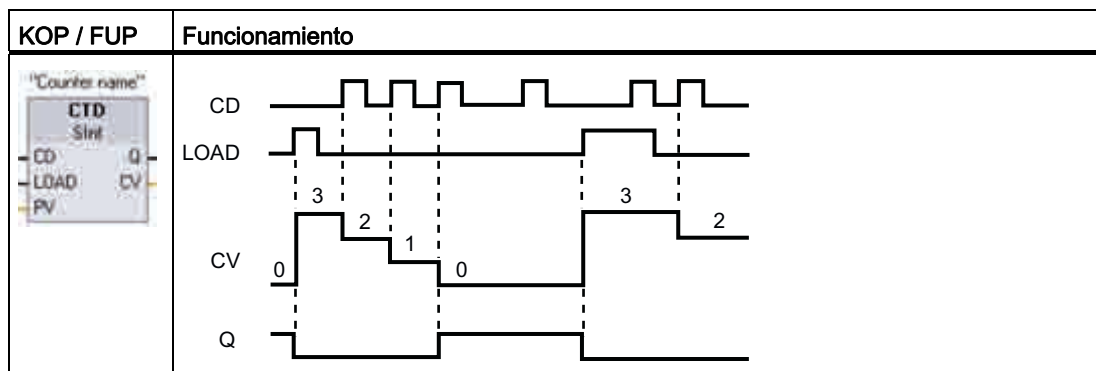 KOP / FUP
Funcionamiento
"Counter name"
CTD
SInt
CD Q
LOAD CV
PV
CD
LOAD
3
3
2
2
1
CV
0
0
Q